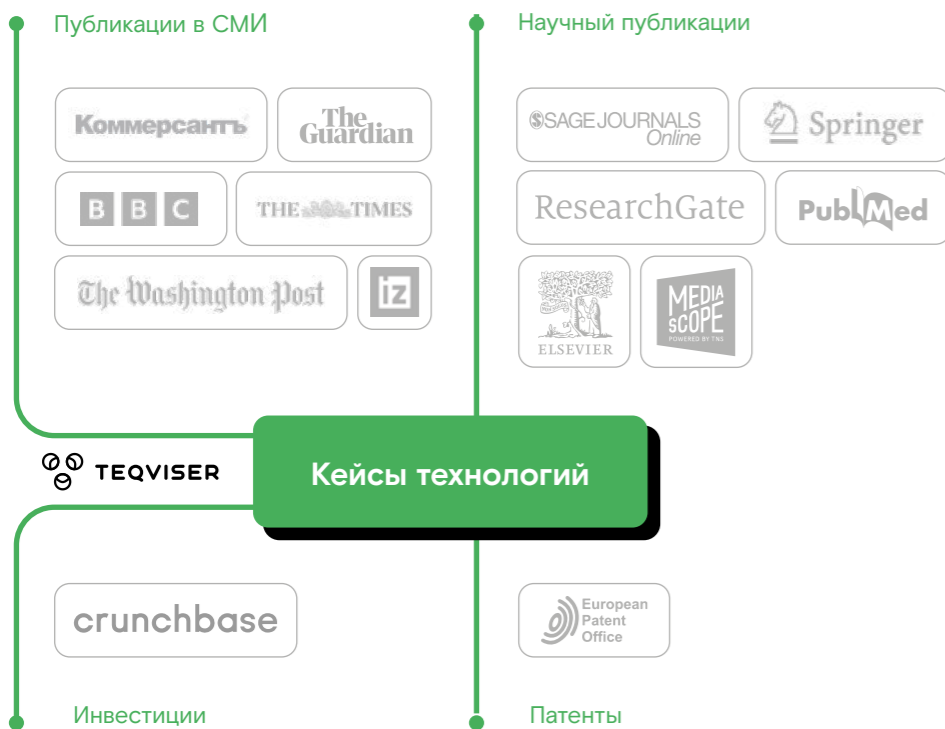 Публикации в СМИ
Научный публикации
Коммерсантъ
The
Guardian
SAGE JOURNALS
Online
Springer
BBC
THE TIMES
ResearchGate
PubMed
The Washington Post
iz
ELSEVIER
MEDIA
SCOPE
POWERED BY TNS
TEQVISER
Кейсы технологий
crunchbase
European
Patent
Office
Инвестиции
Патенты